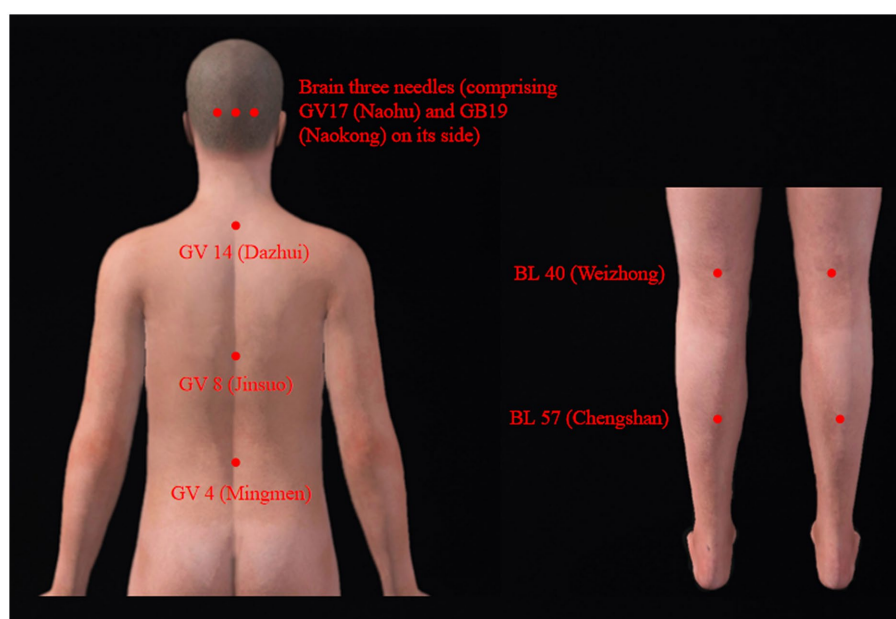 Brain three needles (comprising
GV17 (Naohu) and GB19
(Naokong) on its side)
GV 14 (Dazhui)
GV 8 (Jinsuo)
GV 4 (Mingmen)
BL 40 (Weizhong)
BL 57 (Chengshan)